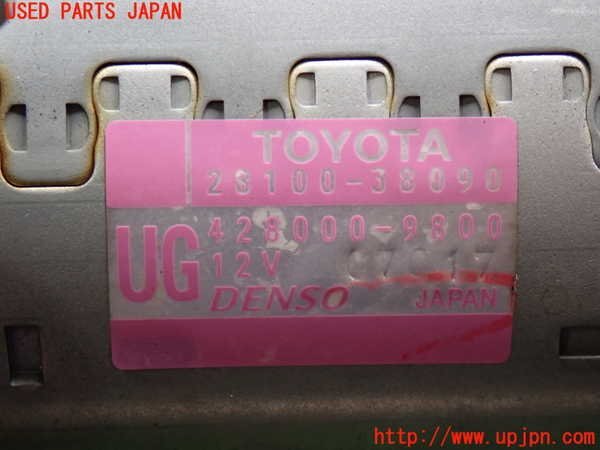 USED PARTS JAPAN
TOYOTA
28100-38090
UG
428000-9800
12V
DENSO
JAPAN
http://www.upjpn.com/